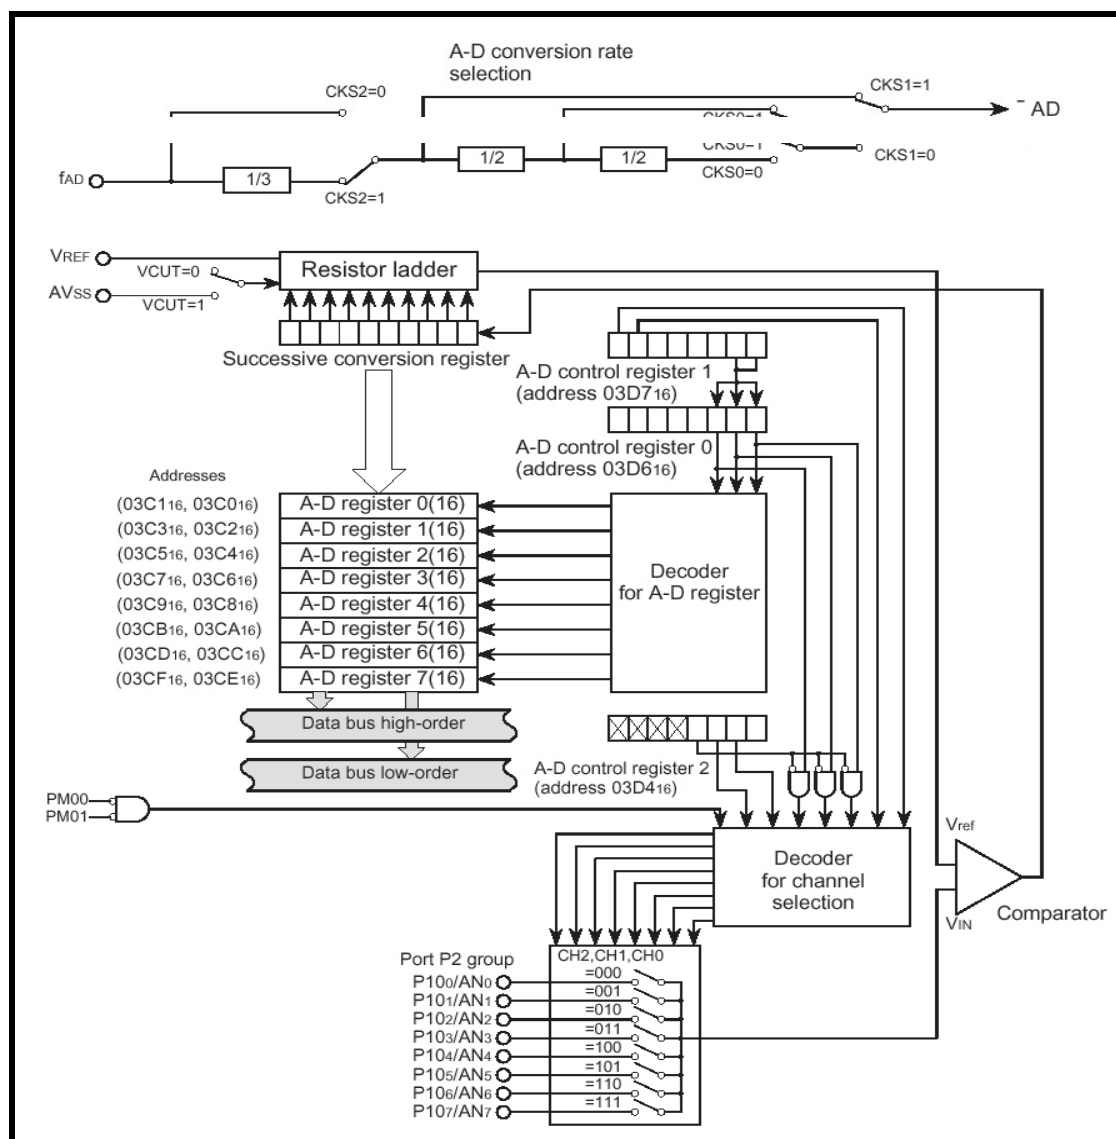 A-D conversion rate
selection
CKS2=0
CKS1=1
‾ AD
CKS0=1
CKS1=0
CKS0=0
fAD
1/3
1/2
1/2
CKS2=1
VREF
VCUT=0
AVSS
VCUT=1
Resistor ladder
Successive conversion register
A-D control register 1
(address 03D716)
A-D control register 0
(address 03D616)
Addresses
(03C116, 03C016) A-D register 0(16)
(03C316, 03C216) A-D register 1(16)
(03C516, 03C416) A-D register 2(16)
(03C716, 03C616) A-D register 3(16)
(03C916, 03C816) A-D register 4(16)
(03CB16, 03CA16) A-D register 5(16)
(03CD16, 03CC16) A-D register 6(16)
(03CF16, 03CE16) A-D register 7(16)
Decoder
for A-D register
Data bus high-order
Data bus low-order
A-D control register 2
(address 03D416)
PM00
PM01
Decoder
for channel
selection
Vref
VIN
Comparator
Port P2 group
CH2,CH1,CH0
P100/AN0 =000
P101/AN1 =001
P102/AN2 =010
P103/AN3 =011
P104/AN4 =100
P105/AN5 =101
P106/AN6 =110
P107/AN7 =111